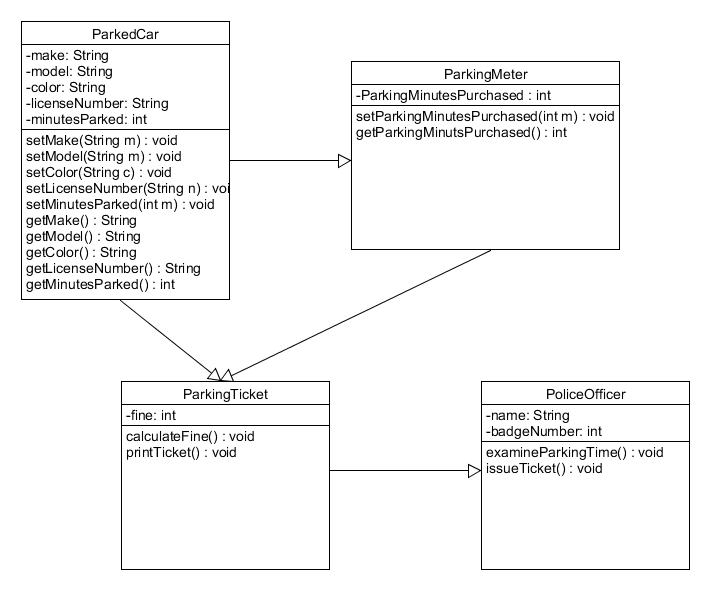 ParkedCar
-make: String
-model: String
-color: String
-licenseNumber: String
-minutesParked: int
setMake(String m) : void
setModel(String m) : void
setColor(String c) : void
setLicenseNumber(String n) : voi
setMinutesParked(int m) : void
getMake() : String
getModel() : String
getColor() : String
getLicenseNumber() : String
getMinutesParked() : int
ParkingMeter
-ParkingMinutesPurchased : int
setParkingMinutesPurchased(int m) : void
getParkingMinutsPurchased() : int
ParkingTicket
-fine: int
calculateFine() : void
printTicket() : void
PoliceOfficer
-name: String
-badgeNumber: int
examineParkingTime() : void
issueTicket() : void